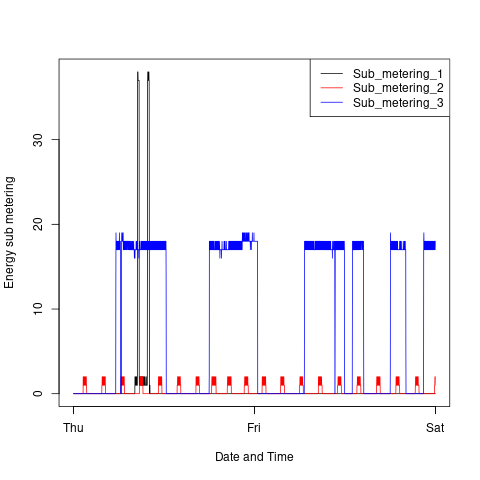 Sub_metering_1
Sub_metering_2
Sub_metering_3
30
20
10
0
Energy sub metering
Thu Fri Sat
Date and Time